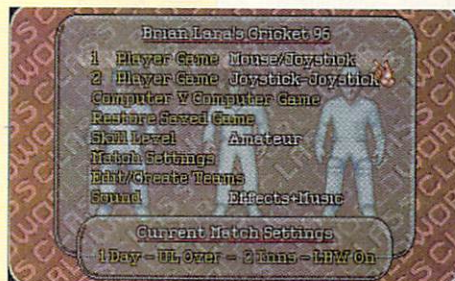 Brian Lara's Cricket 96
1 Player Game Mouse/Joystick
2 Player Game Joystick-Joystick
Computer V Computer Game
Restore Saved Game
Skill Level Amateur
Match Settings
Edit/Create Teams
Sound Effects+Music
Current Match Settings
1 Day - UL Over - 2 Inns - LBW On